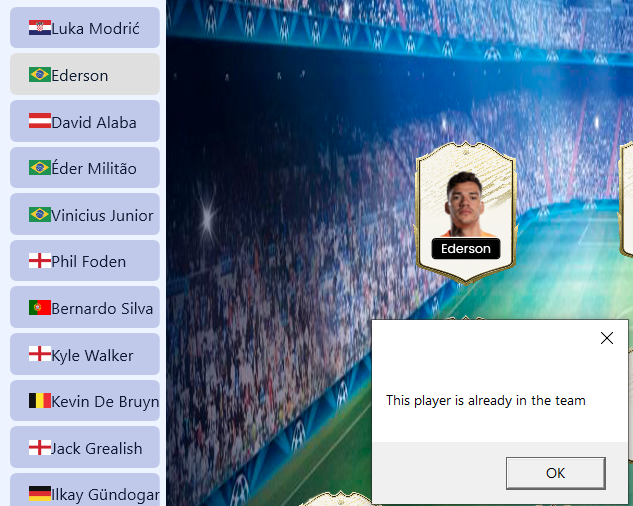 Luka Modrić
Ederson
David Alaba
Éder Militão
Vinicius Junior
Phil Foden
Bernardo Silva
Kyle Walker
Kevin De Bruyn
Jack Grealish
Ilkay Gündogar
Ederson
This player is already in the team
OK